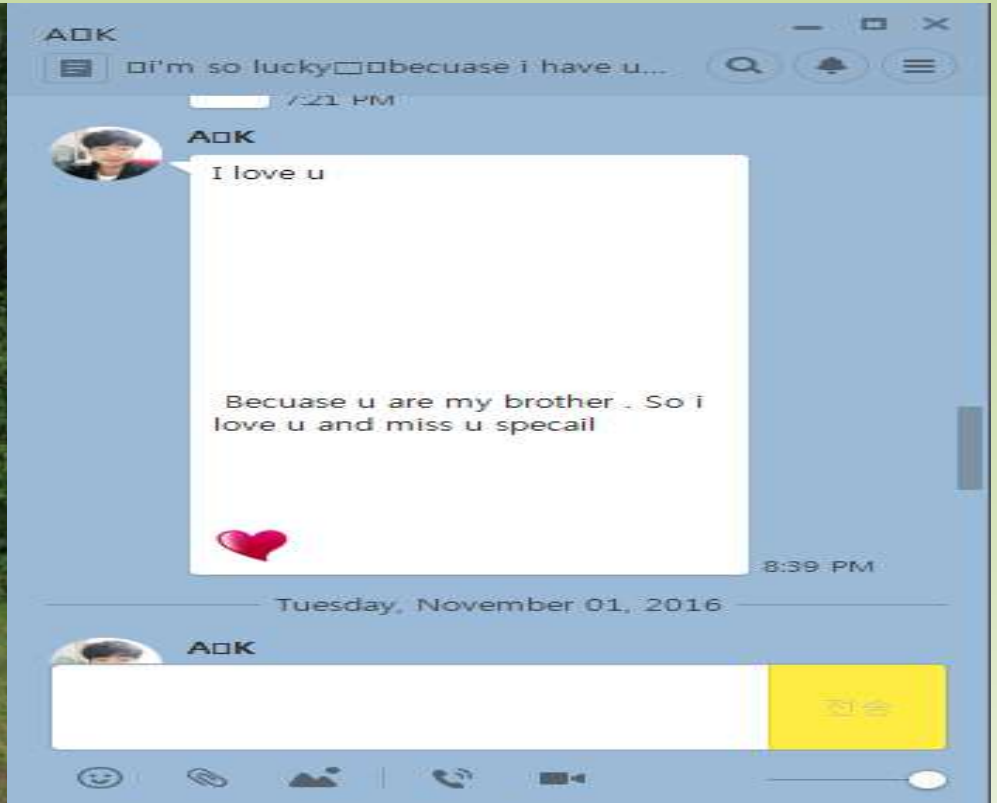 A□K
□i'm so lucky□□becuase i have u...
7:21 PM
A□K
I love u
Becuase u are my brother . So i
love u and miss u specail
8:39 PM
Tuesday, November 01, 2016
A□K
전송